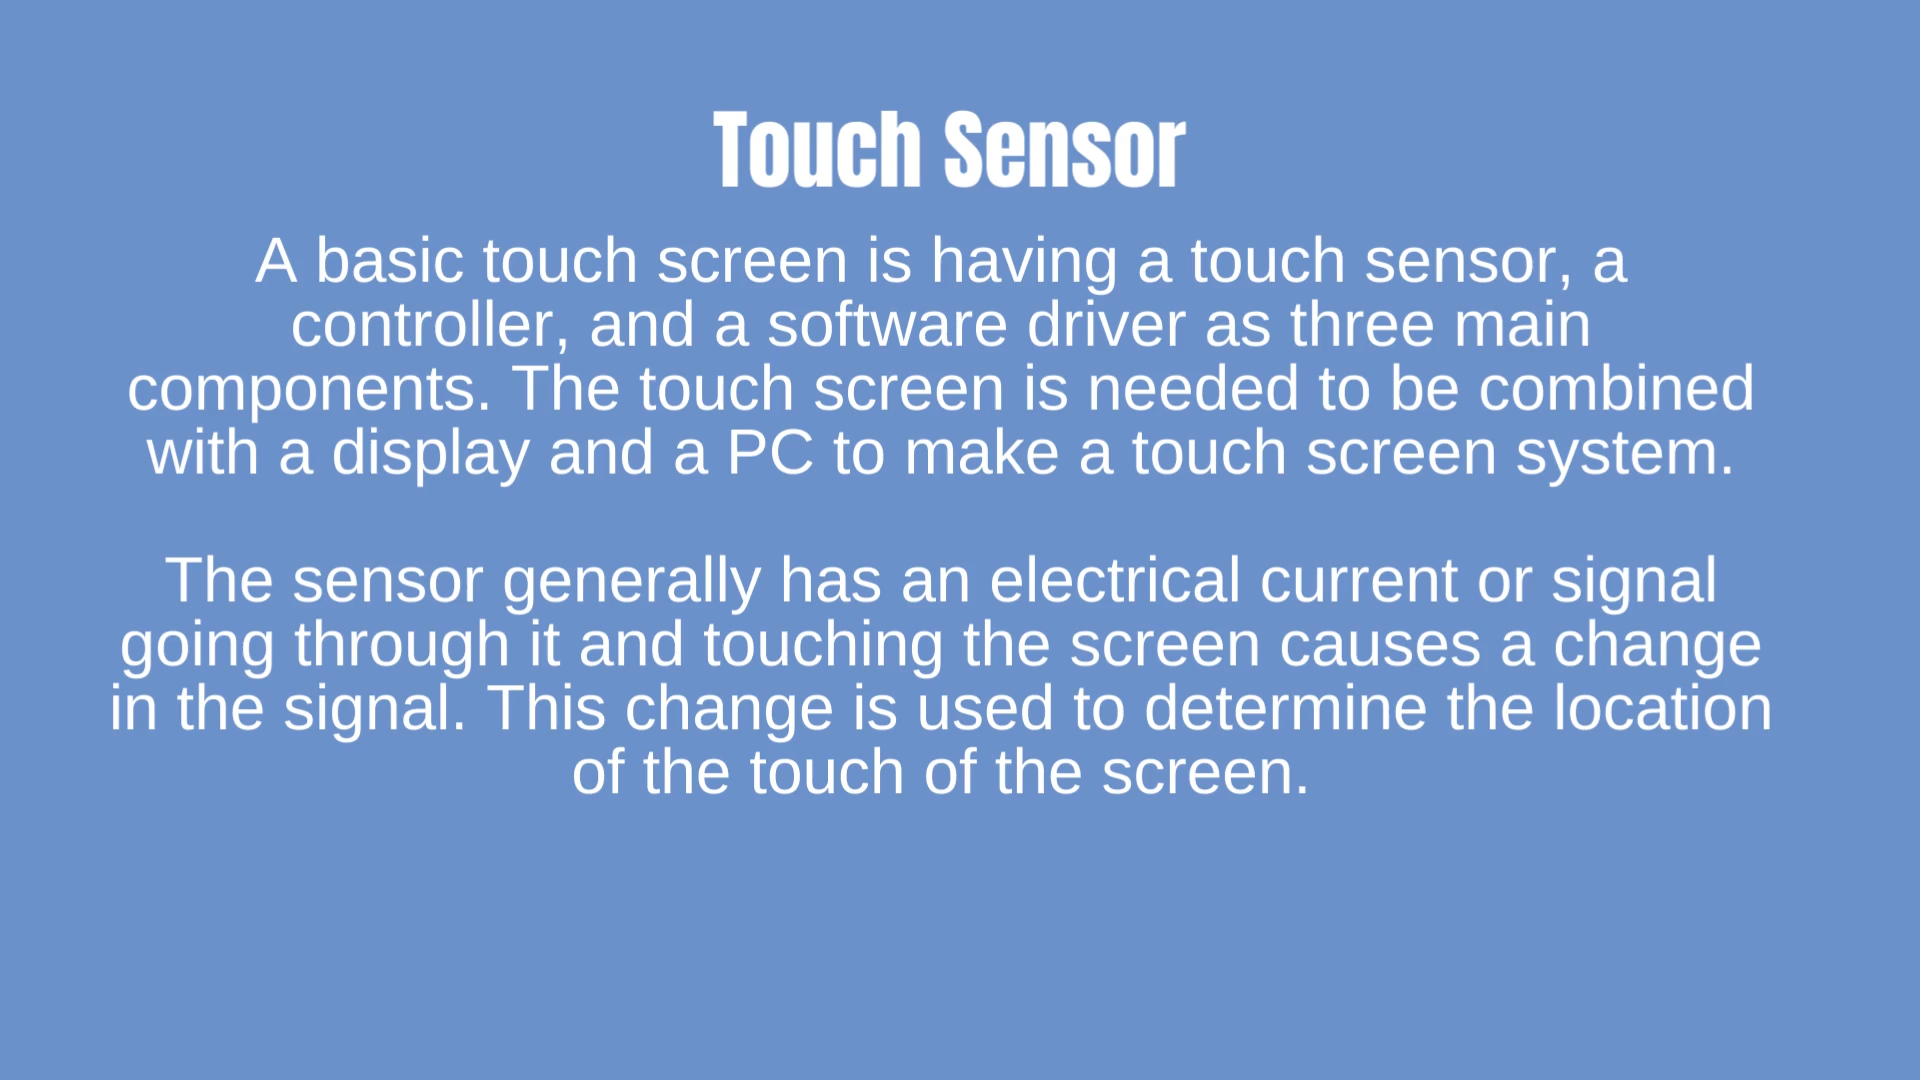 Touch Sensor
A basic touch screen is having a touch sensor, a
controller, and a software driver as three main
components. The touch screen is needed to be combined
with a display and a PC to make a touch screen system.
The sensor generally has an electrical current or signal
going through it and touching the screen causes a change
in the signal. This change is used to determine the location
of the touch of the screen.